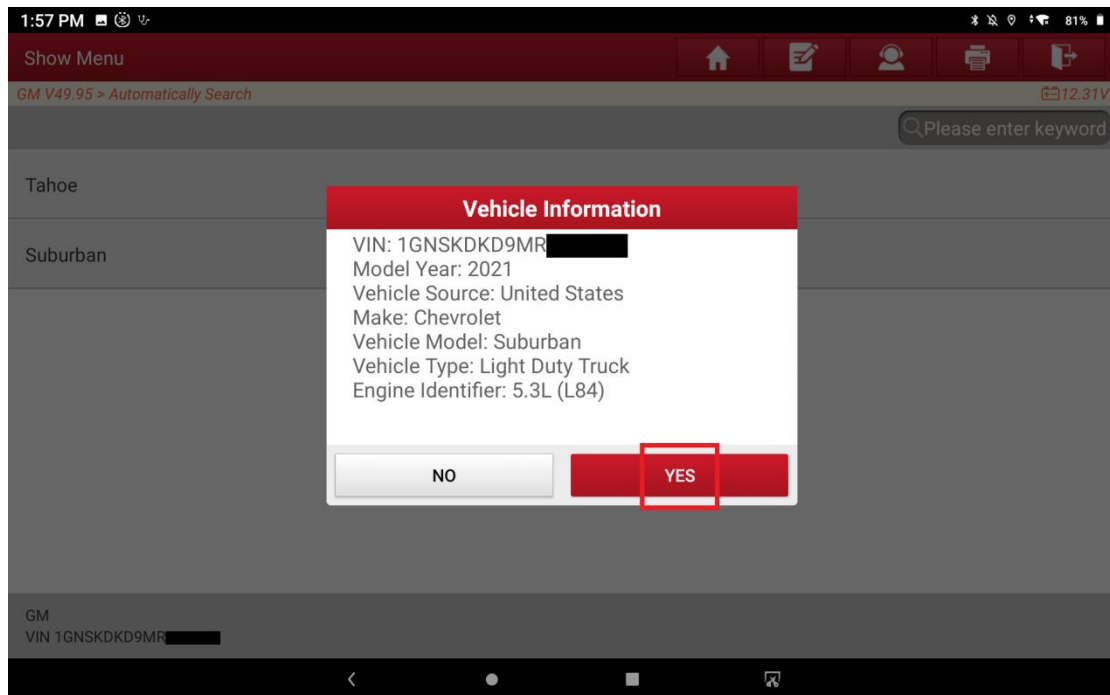 1:57 PM
81%
Show Menu
GM V49.95 > Automatically Search
12.31V
Please enter keyword
Tahoe
Suburban
Vehicle Information
VIN: 1GNSKDKD9MR
Model Year: 2021
Vehicle Source: United States
Make: Chevrolet
Vehicle Model: Suburban
Vehicle Type: Light Duty Truck
Engine Identifier: 5.3L (L84)
NO
YES
GM
VIN 1GNSKDKD9MR